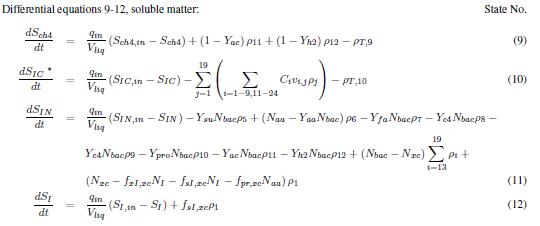 Differential equations 9-12, soluble matter: State No.
dS_{ch4}/dt = q_{in}/V_{liq} (S_{ch4,in} − S_{ch4}) + (1 − Y_{ac}) ρ_{11} + (1 − Y_{h2}) ρ_{12} − ρ_{T,9} (9)
dS_{IC}/dt * = q_{in}/V_{liq} (S_{IC,in} − S_{IC}) − ∑_{j=1}^{19} ( ∑_{i=1−9,11−24} C_i v_{i,j} ρ_j ) − ρ_{T,10} (10)
dS_{IN}/dt = q_{in}/V_{liq} (S_{IN,in} − S_{IN}) − Y_{su}N_{bac}ρ_5 + (N_{aa} − Y_{aa}N_{bac}) ρ_6 − Y_{fa}N_{bac}ρ_7 − Y_{c4}N_{bac}ρ_8 −
Y_{c4}N_{bac}ρ_9 − Y_{pro}N_{bac}ρ_{10} − Y_{ac}N_{bac}ρ_{11} − Y_{h2}N_{bac}ρ_{12} + (N_{bac} − N_{xc}) ∑_{i=13}^{19} ρ_i +
(N_{xc} − f_{xI,xc}N_I − f_{sI,xc}N_I − f_{pr,xc}N_{aa}) ρ_1 (11)
dS_I/dt = q_{in}/V_{liq} (S_{I,in} − S_I) + f_{sI,xc}ρ_1 (12)